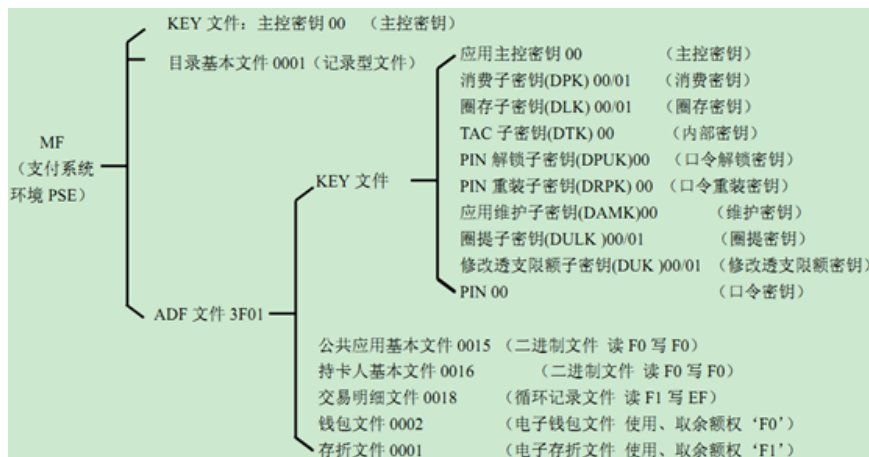 KEY 文件：主控密钥 00 （主控密钥）
目录基本文件 0001（记录型文件）
MF
（支付系统
环境 PSE）
KEY 文件
应用主控密钥 00 （主控密钥）
消费子密钥(DPK) 00/01 （消费密钥）
圈存子密钥(DLK) 00/01 （圈存密钥）
TAC 子密钥(DTK) 00 （内部密钥）
PIN 解锁子密钥(DPUK)00 （口令解锁密钥）
PIN 重装子密钥(DRPK) 00 （口令重装密钥）
应用维护子密钥(DAMK)00 （维护密钥）
圈提子密钥(DULK )00/01 （圈提密钥）
修改透支限额子密钥(DUK )00/01 （修改透支限额密钥）
PIN 00 （口令密钥）
ADF 文件 3F01
公共应用基本文件 0015 （二进制文件 读 F0 写 F0）
持卡人基本文件 0016 （二进制文件 读 F0 写 F0）
交易明细文件 0018 （循环记录文件 读 F1 写 EF）
钱包文件 0002 （电子钱包文件 使用、取余额权‘F0’）
存折文件 0001 （电子存折文件 使用、取余额权‘F1’）